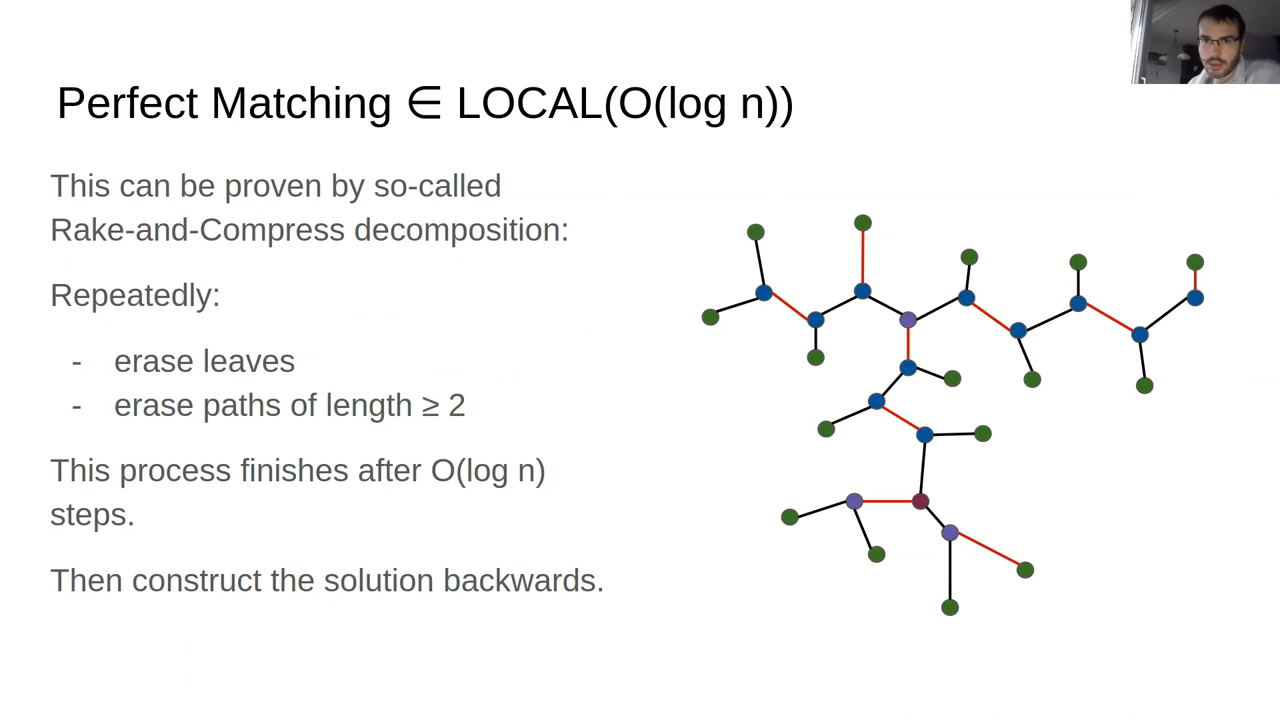 Perfect Matching ∈ LOCAL(O(log n))
This can be proven by so-called
Rake-and-Compress decomposition:
Repeatedly:
- erase leaves
- erase paths of length ≥ 2
This process finishes after O(log n)
steps.
Then construct the solution backwards.